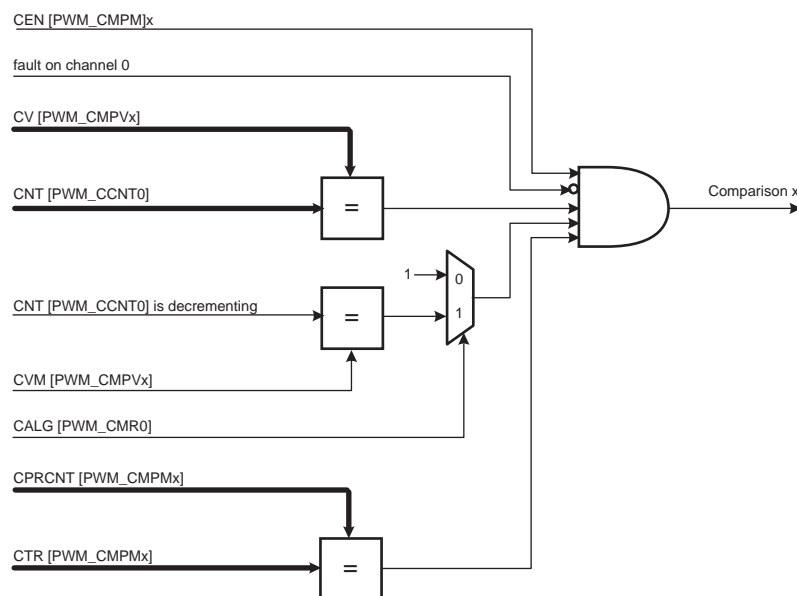 CEN [PWM_CMPM]x
fault on channel 0
CV [PWM_CMPVx]
CNT [PWM_CCNT0]
=
Comparison x
1
0
CNT [PWM_CCNT0] is decrementing
=
1
CVM [PWM_CMPVx]
CALG [PWM_CMR0]
CPRCNT [PWM_CMPMx]
CTR [PWM_CMPMx]
=